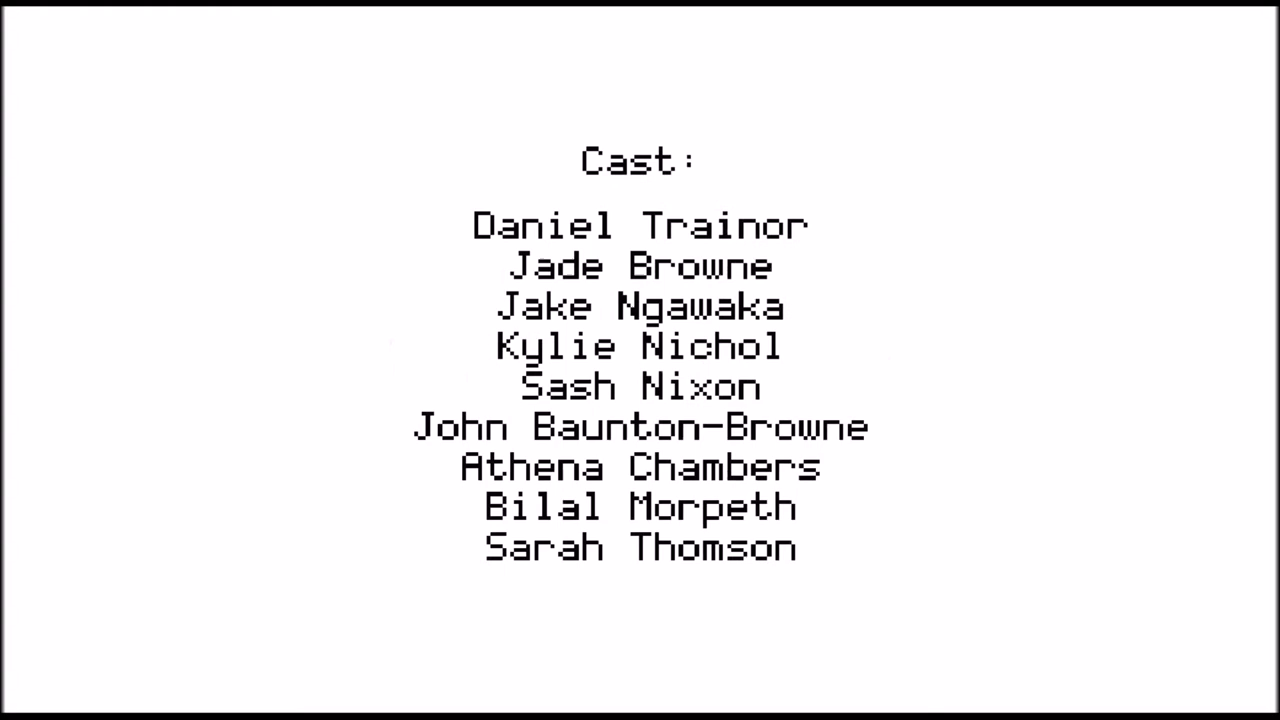 Cast:
Daniel Trainor
Jade Browne
Jake Ngawaka
Kylie Nichol
Sash Nixon
John Baunton-Browne
Athena Chambers
Bilal Morpeth
Sarah Thomson